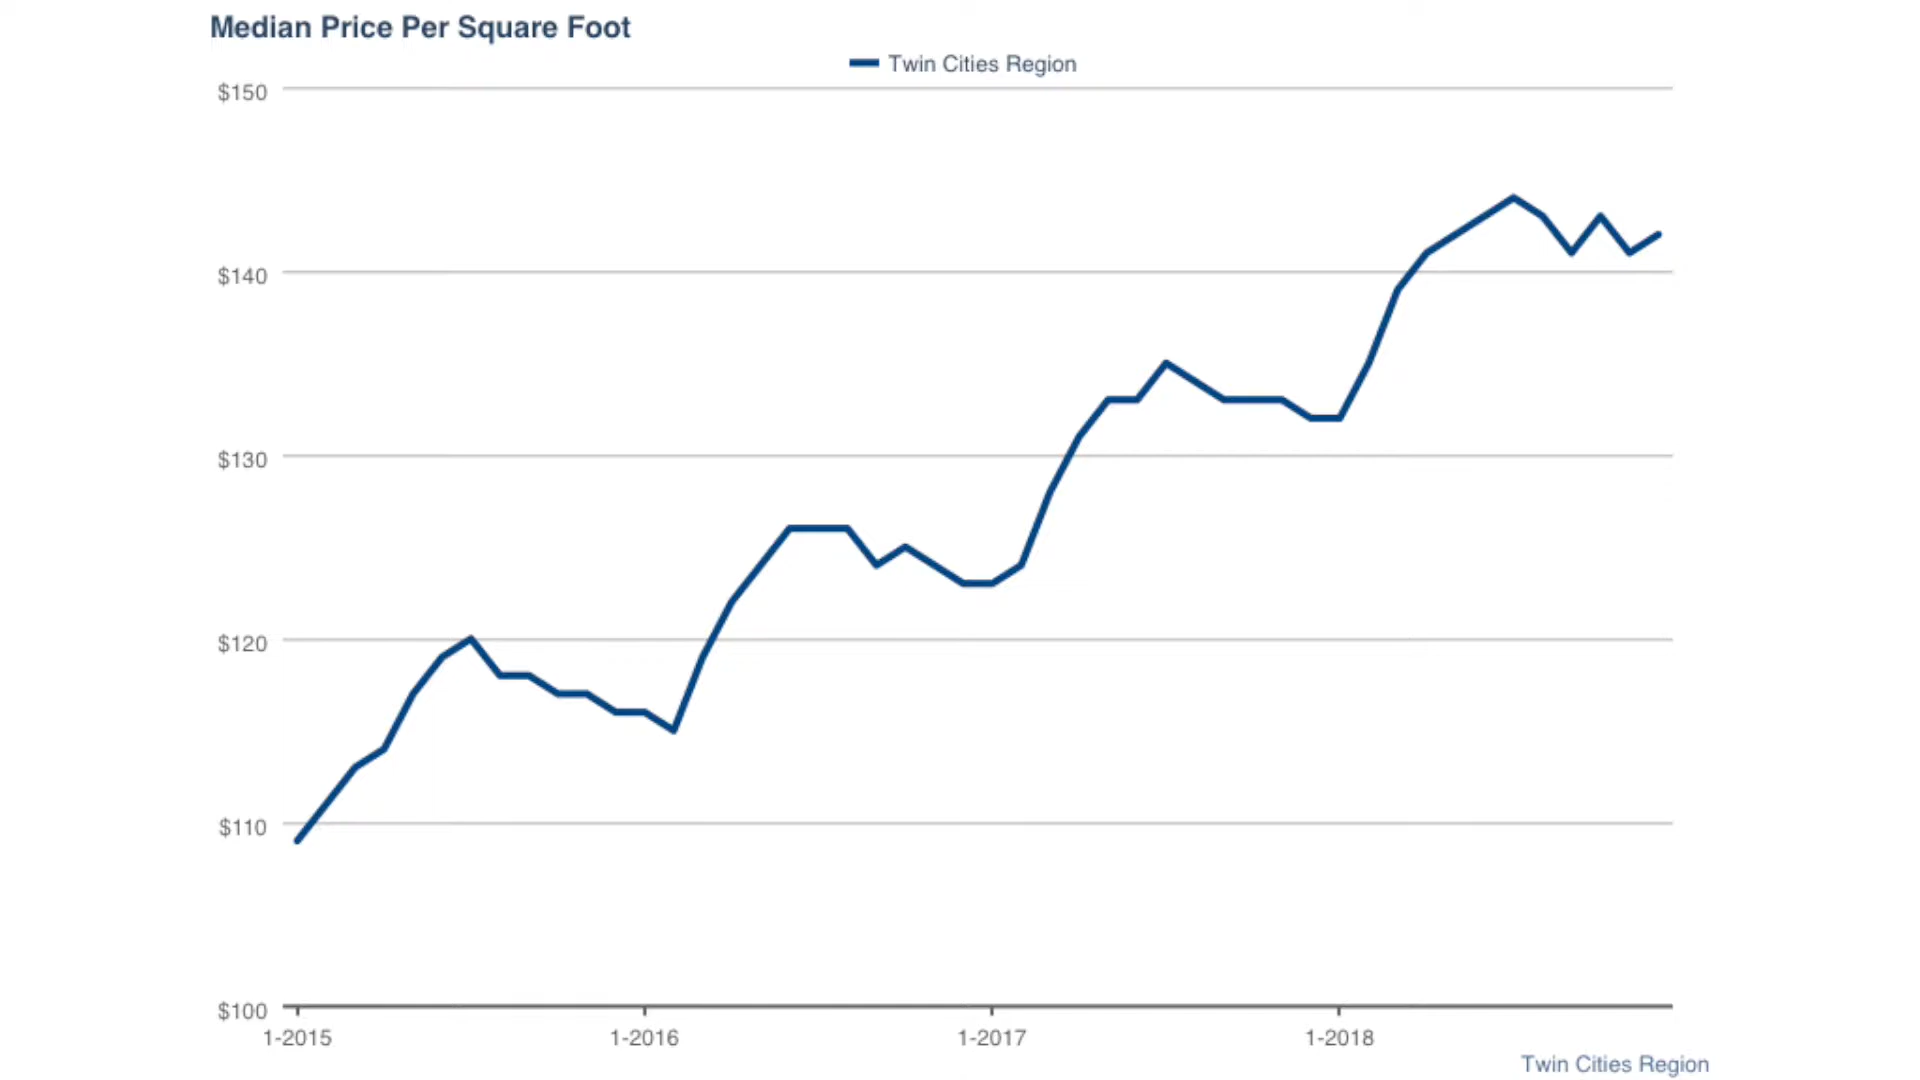 Median Price Per Square Foot
Twin Cities Region
$150
$140
$130
$120
$110
$100
1-2015 1-2016 1-2017 1-2018
Twin Cities Region